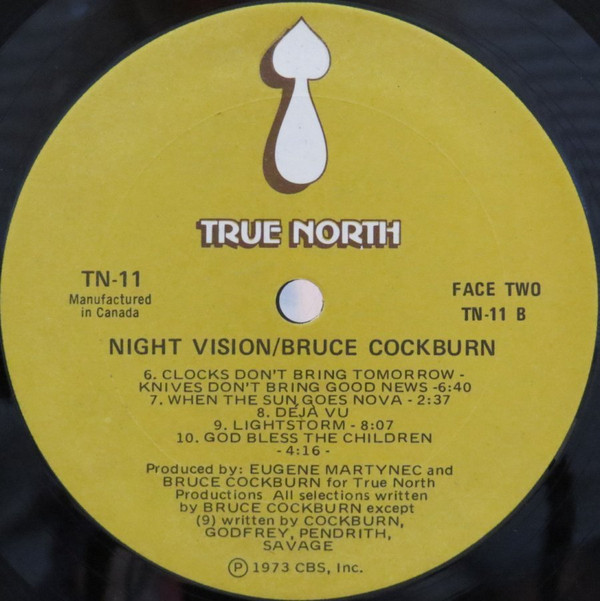 TRUE NORTH
TN-11
Manufactured
in Canada
FACE TWO
TN-11 B
NIGHT VISION/BRUCE COCKBURN
6. CLOCKS DON'T BRING TOMORROW -
KNIVES DON'T BRING GOOD NEWS -6:40
7. WHEN THE SUN GOES NOVA - 2:37
8. DÉJÀ VU
9. LIGHTSTORM - 8:07
10. GOD BLESS THE CHILDREN
- 4:16 -
Produced by: EUGENE MARTYNEC and
BRUCE COCKBURN for True North
Productions All selections written
by BRUCE COCKBURN except
(9) written by COCKBURN,
GODFREY, PENDRITH,
SAVAGE
Ⓟ 1973 CBS, Inc.